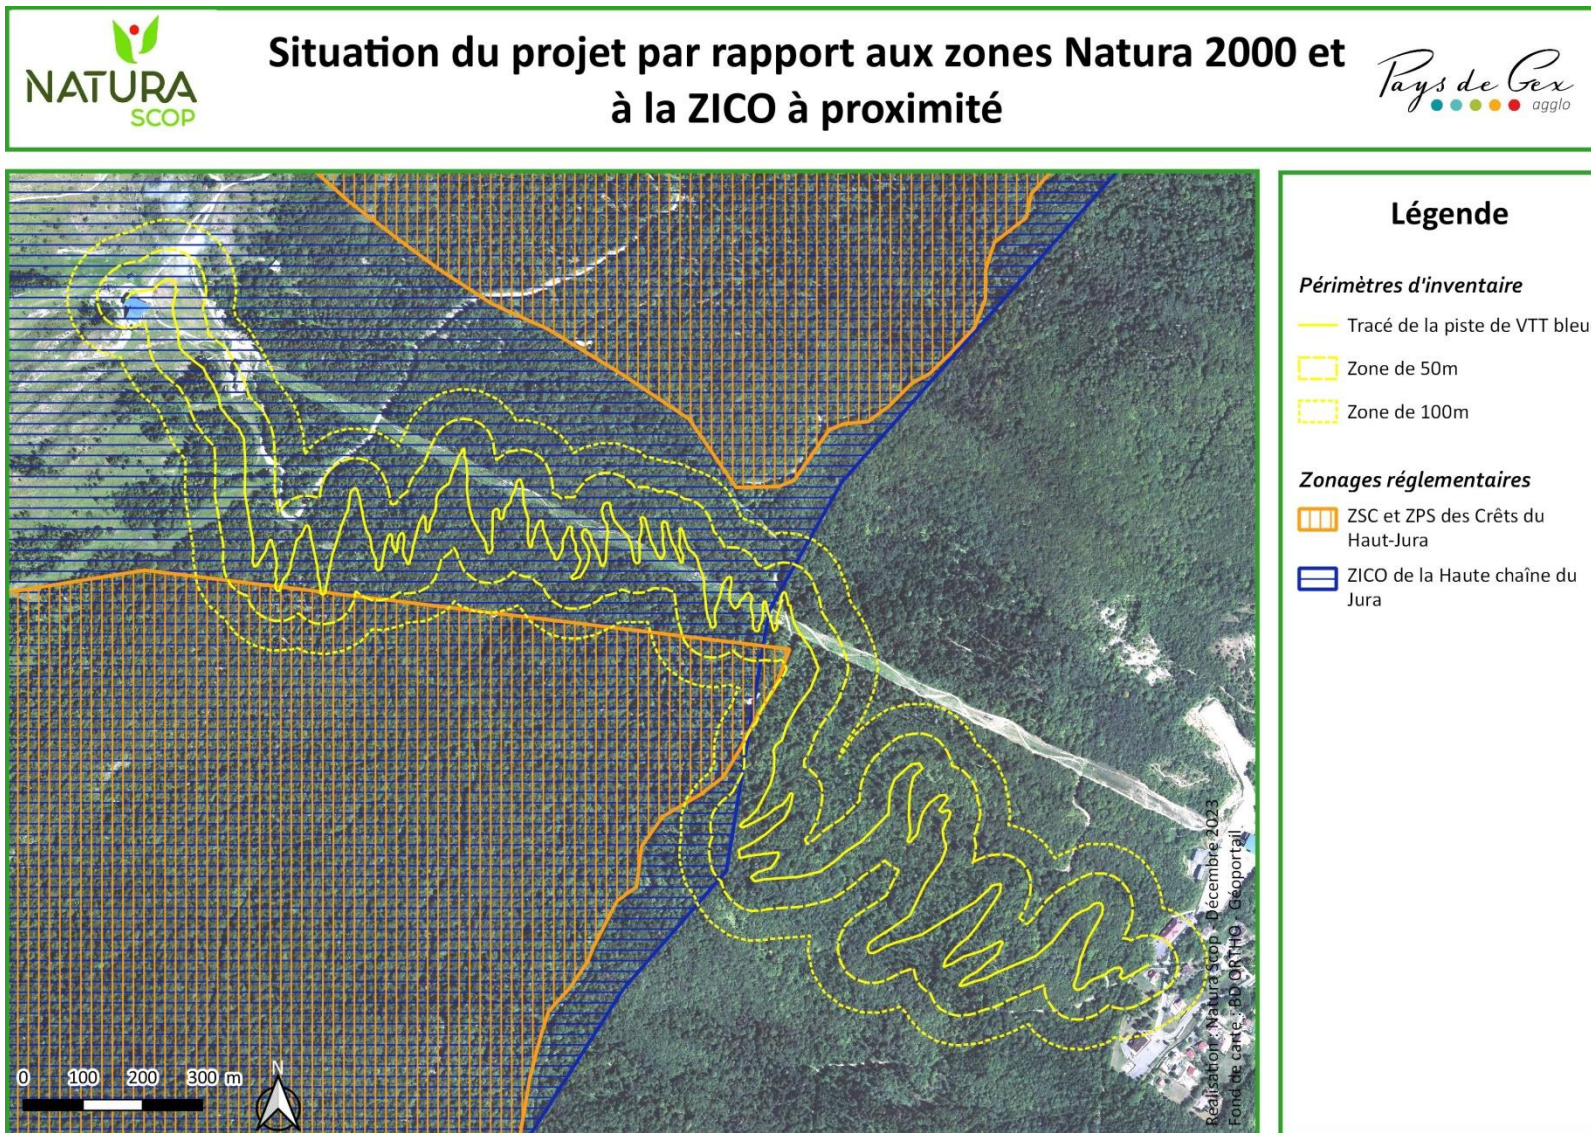 NATURA
SCOP
Situation du projet par rapport aux zones Natura 2000 et
à la ZICO à proximité
Pays de Gex
agglo
Légende
Périmètres d'inventaire
Tracé de la piste de VTT bleu
Zone de 50m
Zone de 100m
Zonages réglementaires
ZSC et ZPS des Crêts du
Haut-Jura
ZICO de la Haute chaîne du
Jura
0 100 200 300 m
N
Réalisation : Natura Scop - Décembre 2023
Fond de carte : BD ORTHO - Géoportail